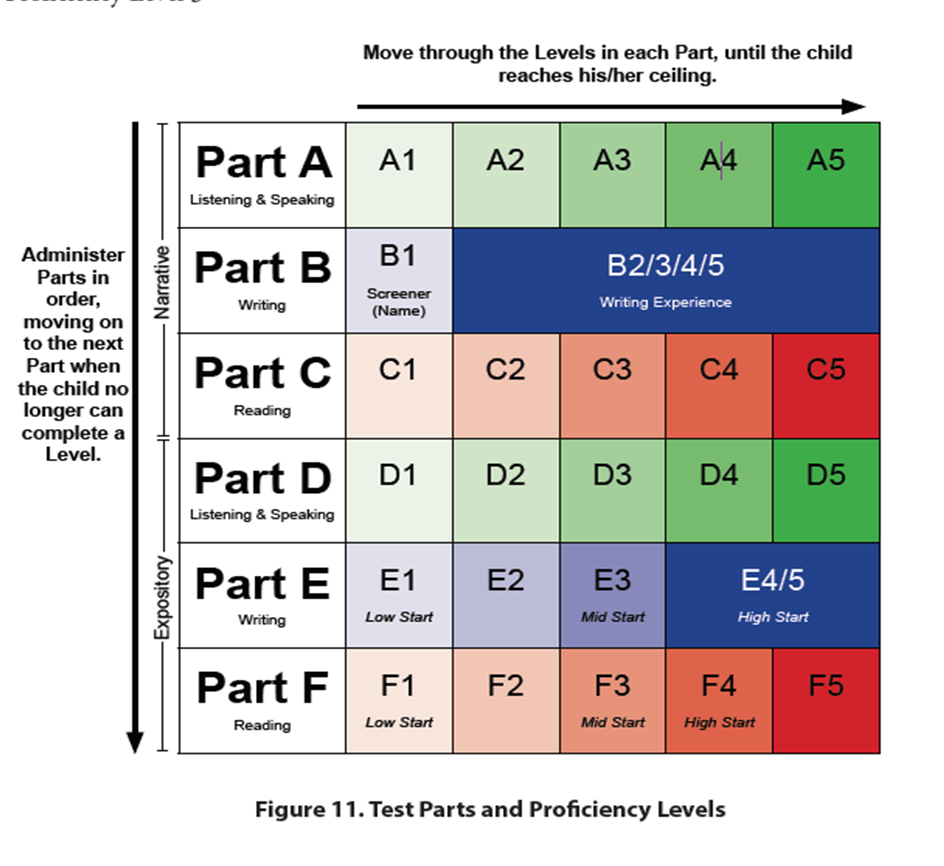 Move through the Levels in each Part, until the child
reaches his/her ceiling.
Administer
Parts in
order,
moving on
to the next
Part when
the child no
longer can
complete a
Level.
Narrative
Expository
Part A
Listening & Speaking
A1
A2
A3
A4
A5
Part B
Writing
B1
Screener
(Name)
B2/3/4/5
Writing Experience
Part C
Reading
C1
C2
C3
C4
C5
Part D
Listening & Speaking
D1
D2
D3
D4
D5
Part E
Writing
E1
Low Start
E2
E3
Mid Start
E4/5
High Start
Part F
Reading
F1
Low Start
F2
F3
Mid Start
F4
High Start
F5
Figure 11. Test Parts and Proficiency Levels